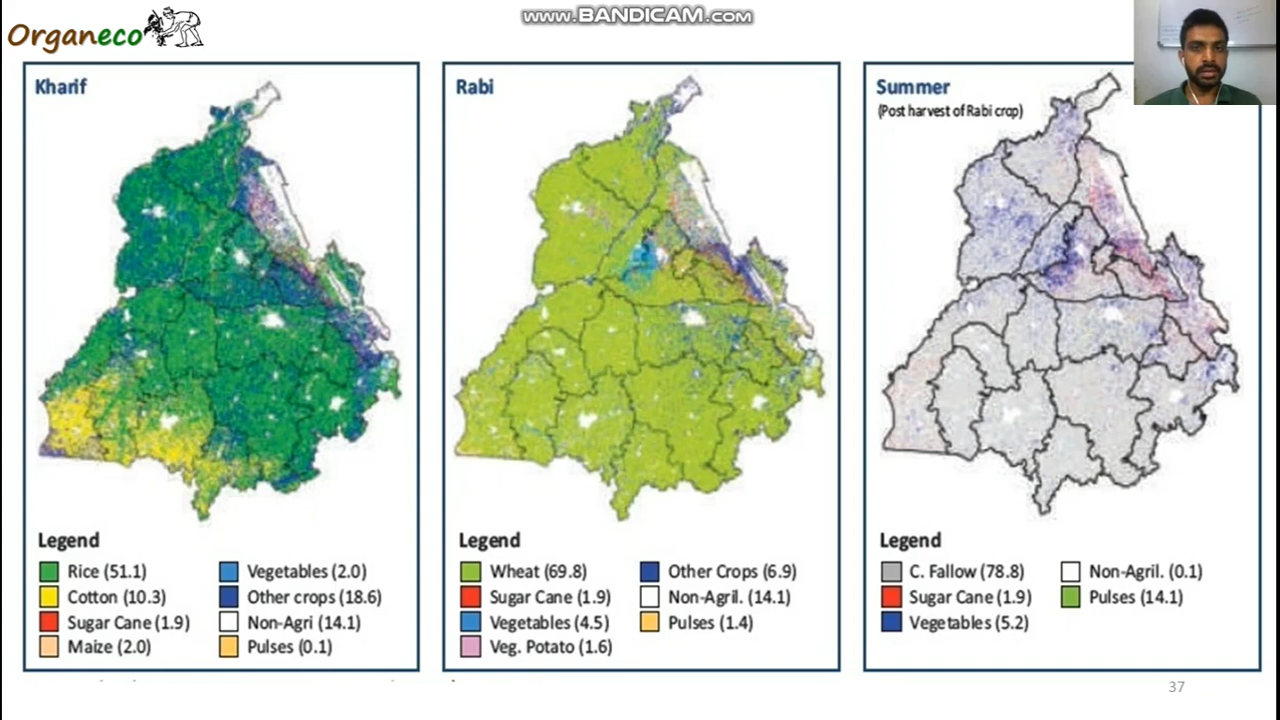 www.BANDICAM.com
Organeco
Kharif
Legend
Rice (51.1)
Cotton (10.3)
Sugar Cane (1.9)
Maize (2.0)
Vegetables (2.0)
Other crops (18.6)
Non-Agri (14.1)
Pulses (0.1)
Rabi
Legend
Wheat (69.8)
Sugar Cane (1.9)
Vegetables (4.5)
Veg. Potato (1.6)
Other Crops (6.9)
Non-Agril. (14.1)
Pulses (1.4)
Summer
(Post harvest of Rabi crop)
Legend
C. Fallow (78.8)
Sugar Cane (1.9)
Vegetables (5.2)
Non-Agril. (0.1)
Pulses (14.1)
37